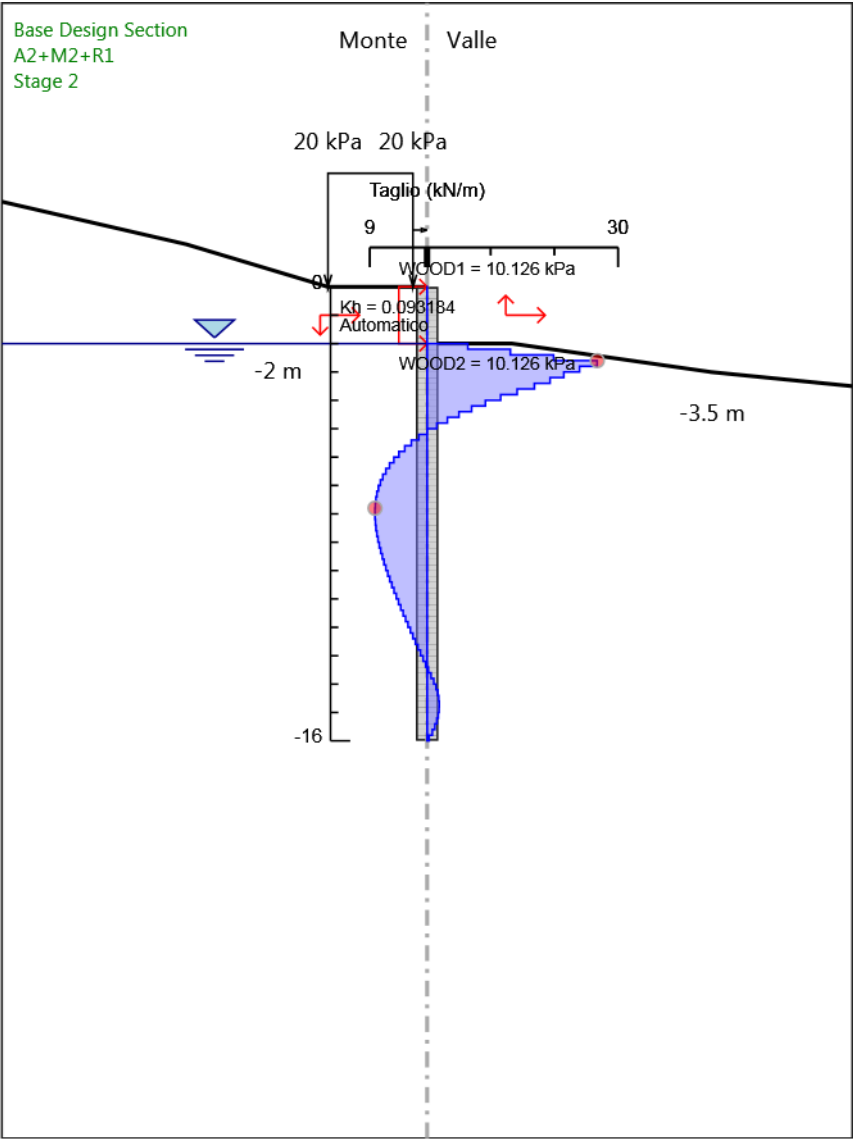 Base Design Section
A2+M2+R1
Stage 2
Monte
Valle
20 kPa
20 kPa
Taglio (kN/m)
9
30
WOOD1 = 10.126 kPa
0
Kh = 0.093184
Automatico
WOOD2 = 10.126 kPa
-2 m
-3.5 m
-16